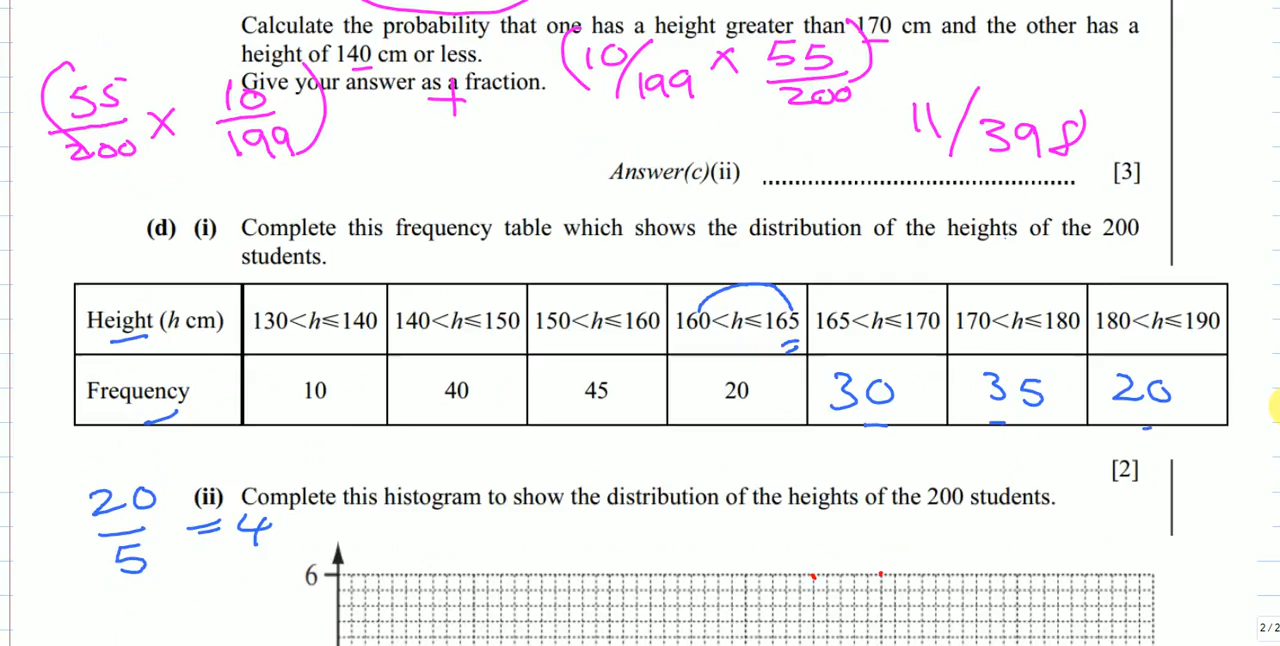 Calculate the probability that one has a height greater than 170 cm and the other has a
height of 140 cm or less.
Give your answer as a fraction.
(55/200 × 10/199) + (10/199 × 55/200)
11/398
Answer(c)(ii) ................................................ [3]
(d) (i) Complete this frequency table which shows the distribution of the heights of the 200
students.
Height (h cm) 130<h⩽140 140<h⩽150 150<h⩽160 160<h⩽165 165<h⩽170 170<h⩽180 180<h⩽190
Frequency 10 40 45 20 30 35 20
[2]
(ii) Complete this histogram to show the distribution of the heights of the 200 students.
20/5 = 4
6
2/2